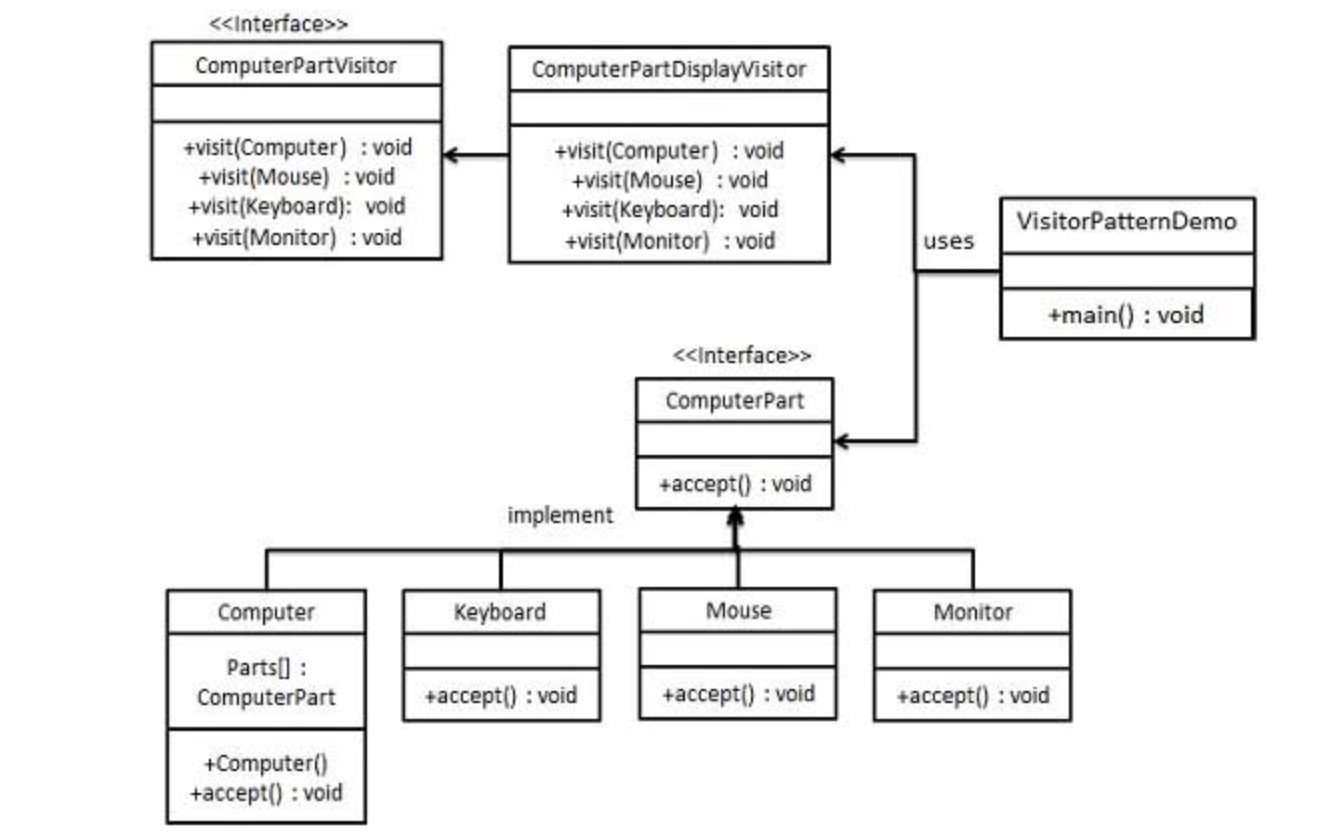 <<Interface>>
ComputerPartVisitor
+visit(Computer) : void
+visit(Mouse) : void
+visit(Keyboard): void
+visit(Monitor) : void
ComputerPartDisplayVisitor
+visit(Computer) : void
+visit(Mouse) : void
+visit(Keyboard): void
+visit(Monitor) : void
uses
VisitorPatternDemo
+main() : void
<<Interface>>
ComputerPart
+accept() : void
implement
Computer
Parts[] :
ComputerPart
+Computer()
+accept() : void
Keyboard
+accept() : void
Mouse
+accept() : void
Monitor
+accept() : void